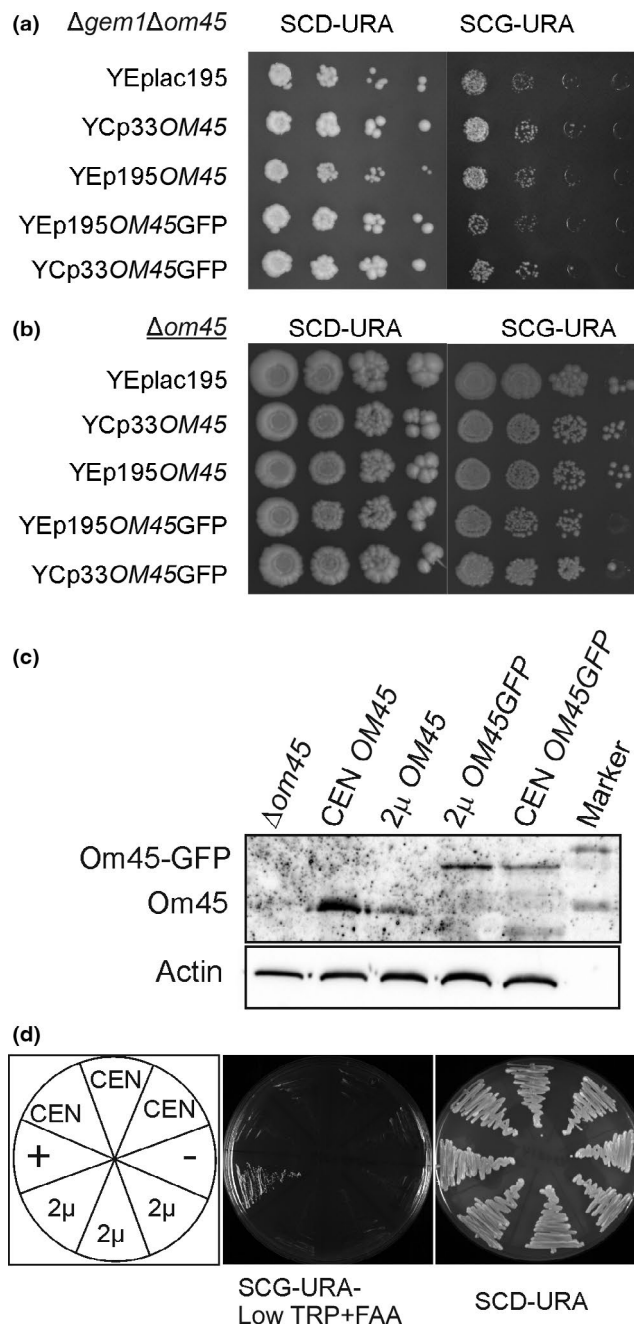 (a) Δgem1Δom45 SCD-URA SCG-URA
YEplac195
YCp33OM45
YEp195OM45
YEp195OM45GFP
YCp33OM45GFP
(b) Δom45 SCD-URA SCG-URA
YEplac195
YCp33OM45
YEp195OM45
YEp195OM45GFP
YCp33OM45GFP
(c)
Δom45
CEN OM45
2μ OM45
2μ OM45GFP
CEN OM45GFP
Marker
Om45-GFP
Om45
Actin
(d)
CEN CEN CEN
+ -
2μ 2μ 2μ
SCG-URA-
Low TRP+FAA
SCD-URA